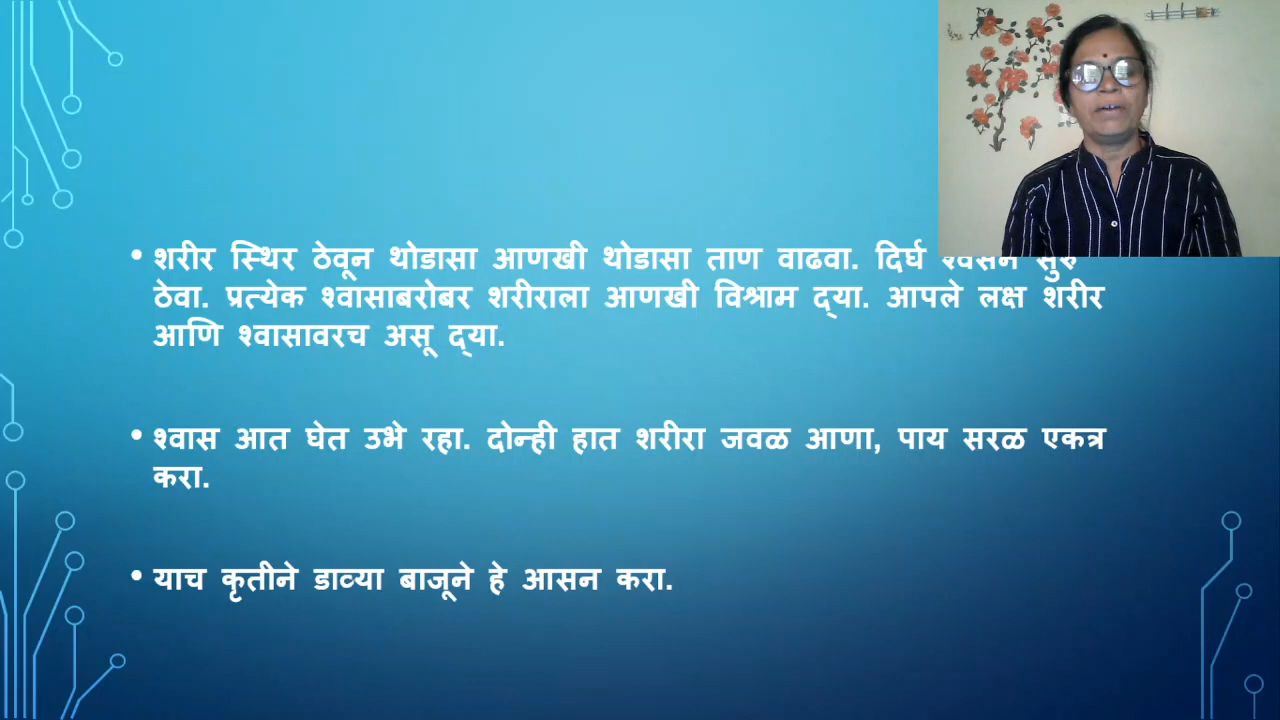 • शरीर स्थिर ठेवून थोडासा आणखी थोडासा ताण वाढवा. दिर्घ श्वसन सुरु
ठेवा. प्रत्येक श्वासाबरोबर शरीराला आणखी विश्राम द्या. आपले लक्ष शरीर
आणि श्वासावरच असू द्या.
• श्वास आत घेत उभे रहा. दोन्ही हात शरीरा जवळ आणा, पाय सरळ एकत्र
करा.
• याच कृतीने डाव्या बाजूने हे आसन करा.